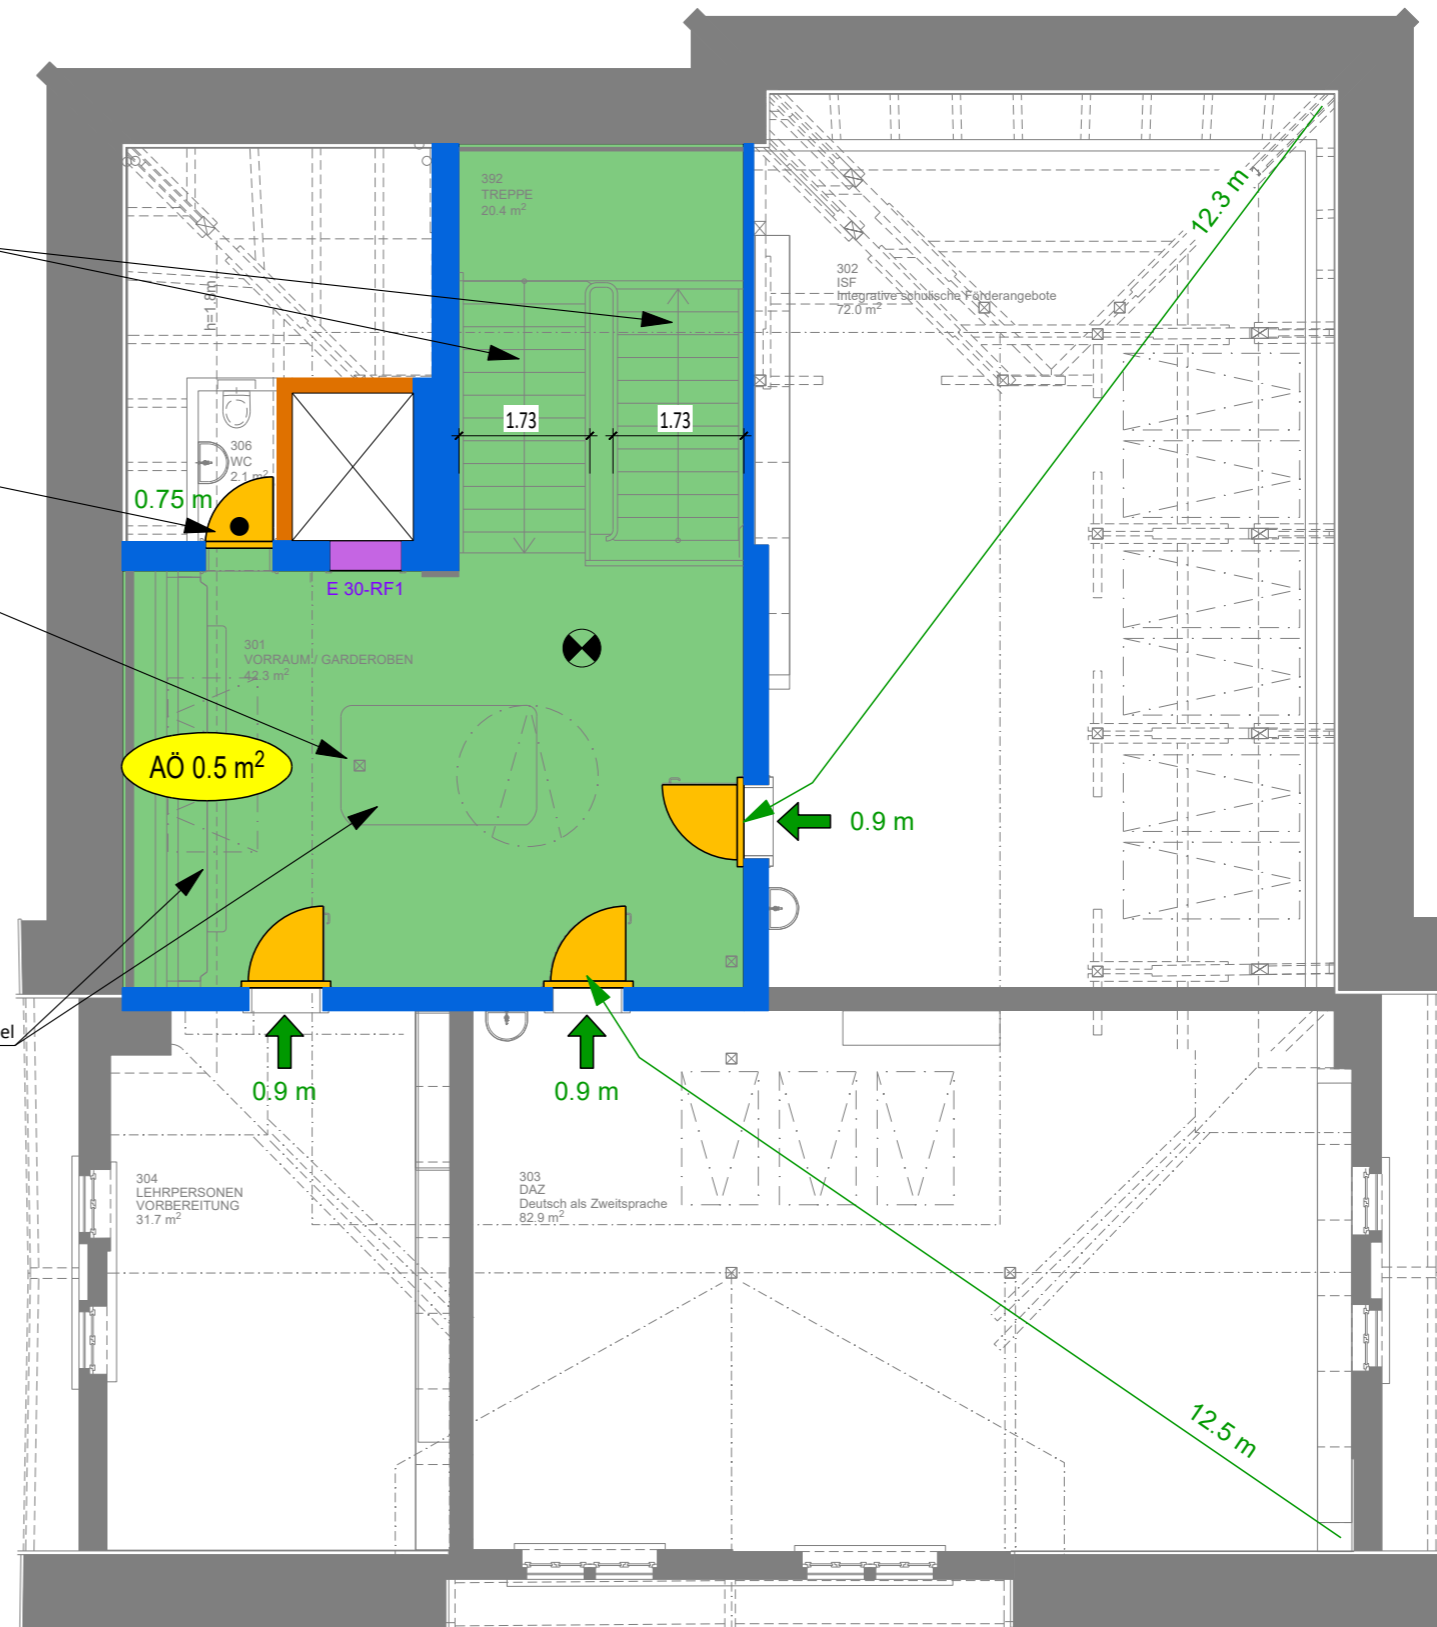 392
TREPPE
20.4 m²
12.3 m
302
ISF
Integrative schulische Förderangebote
72.0 m²
h=1.8m
1.73
1.73
306
WC
2.1 m²
0.75 m
E 30-RF1
301
VORRAUM / GARDEROBEN
42.3 m²
AÖ 0.5 m²
0.9 m
el
0.9 m
0.9 m
304
LEHRPERSONEN
VORBEREITUNG
31.7 m²
303
DAZ
Deutsch als Zweitsprache
82.9 m²
12.5 m